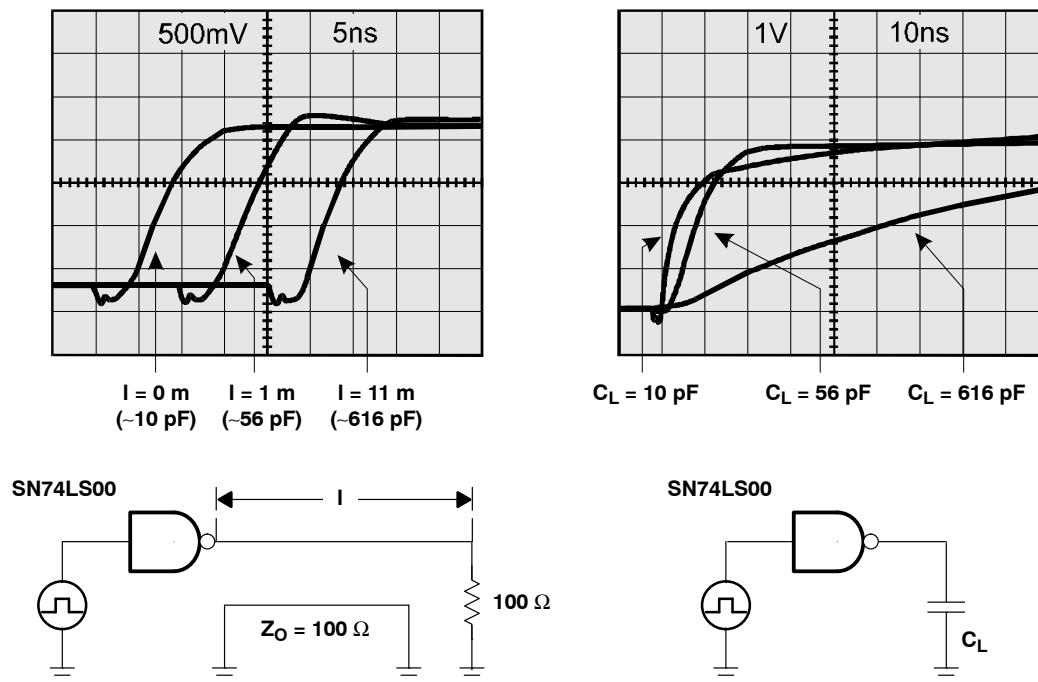 500mV 5ns
1V 10ns
l = 0 m
(~10 pF)
l = 1 m
(~56 pF)
l = 11 m
(~616 pF)
CL = 10 pF
CL = 56 pF
CL = 616 pF
SN74LS00
l
100 Ω
ZO = 100 Ω
SN74LS00
CL